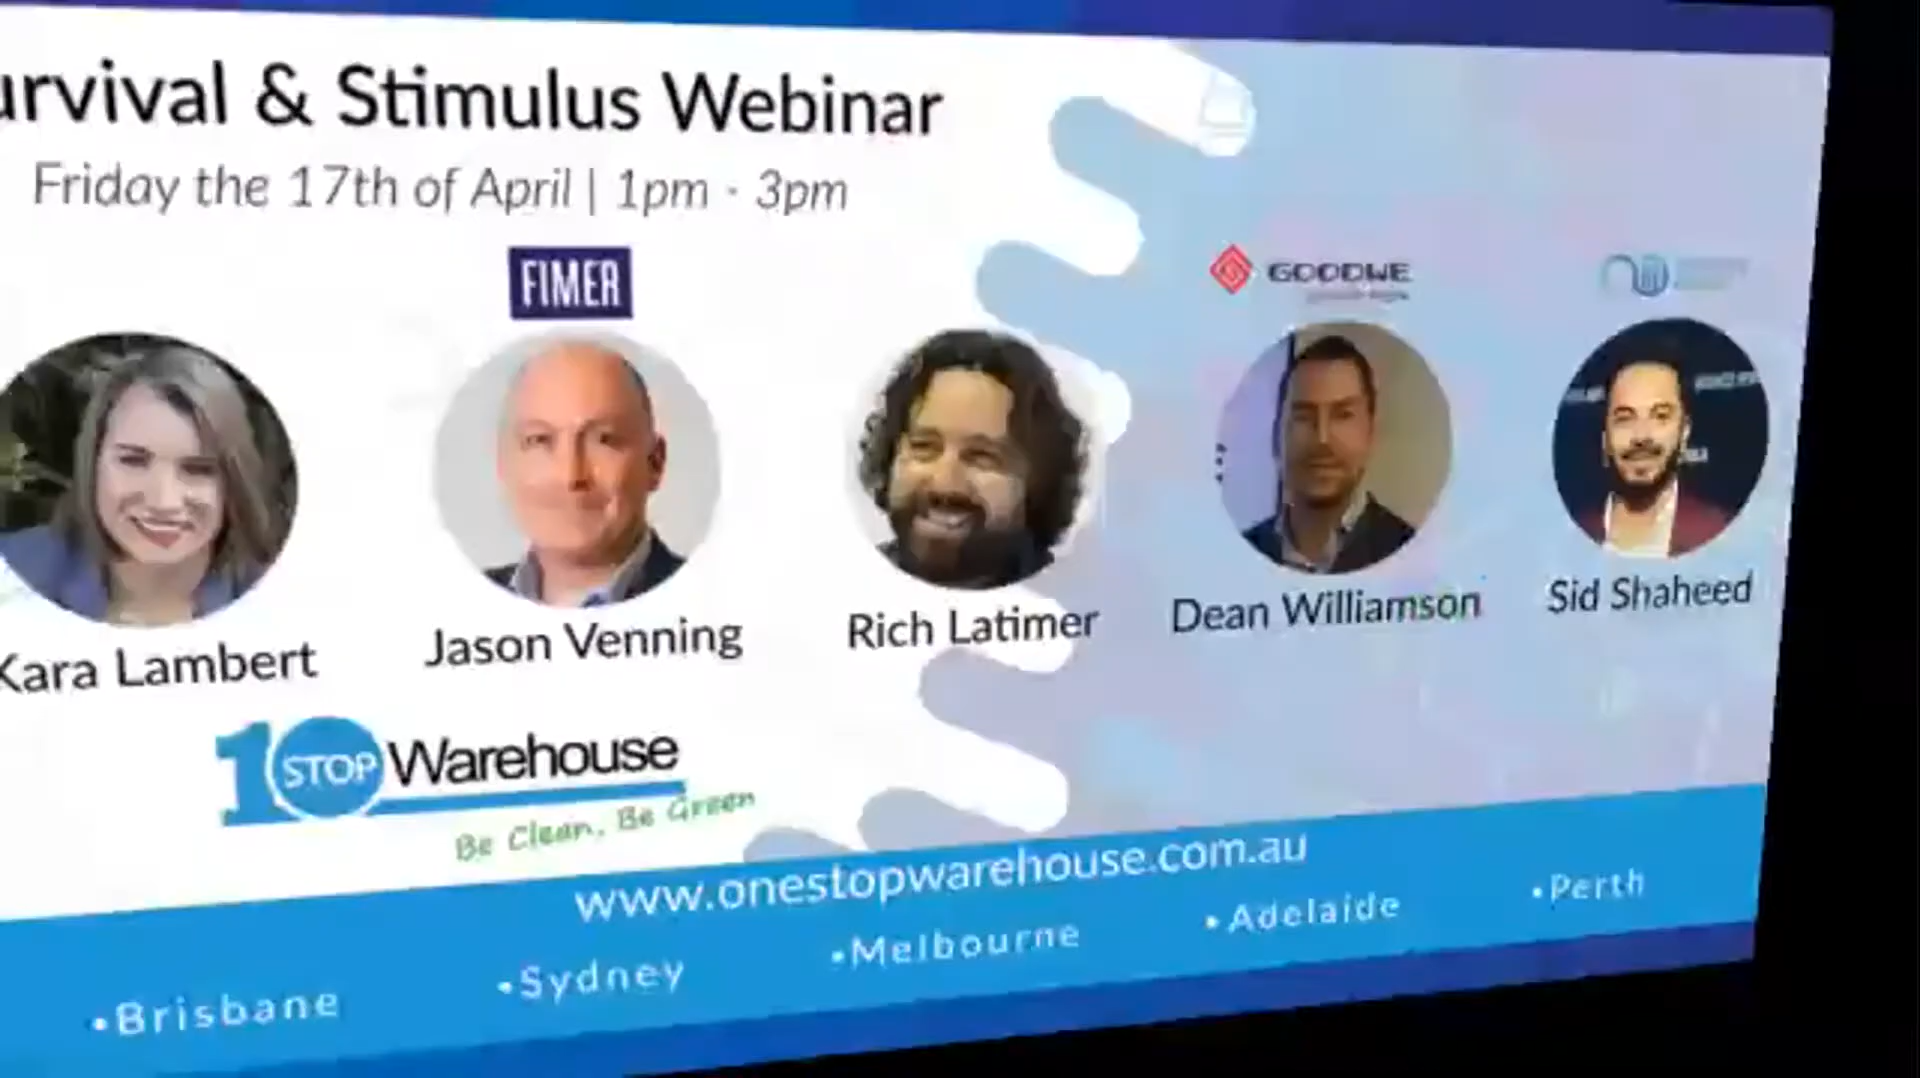 urvival & Stimulus Webinar
Friday the 17th of April | 1pm - 3pm
FIMER
GOODWE
Kara Lambert
Jason Venning
Rich Latimer
Dean Williamson
Sid Shaheed
1 STOP Warehouse
Be Clean, Be Green
www.onestopwarehouse.com.au
•Brisbane
•Sydney
•Melbourne
•Adelaide
•Perth